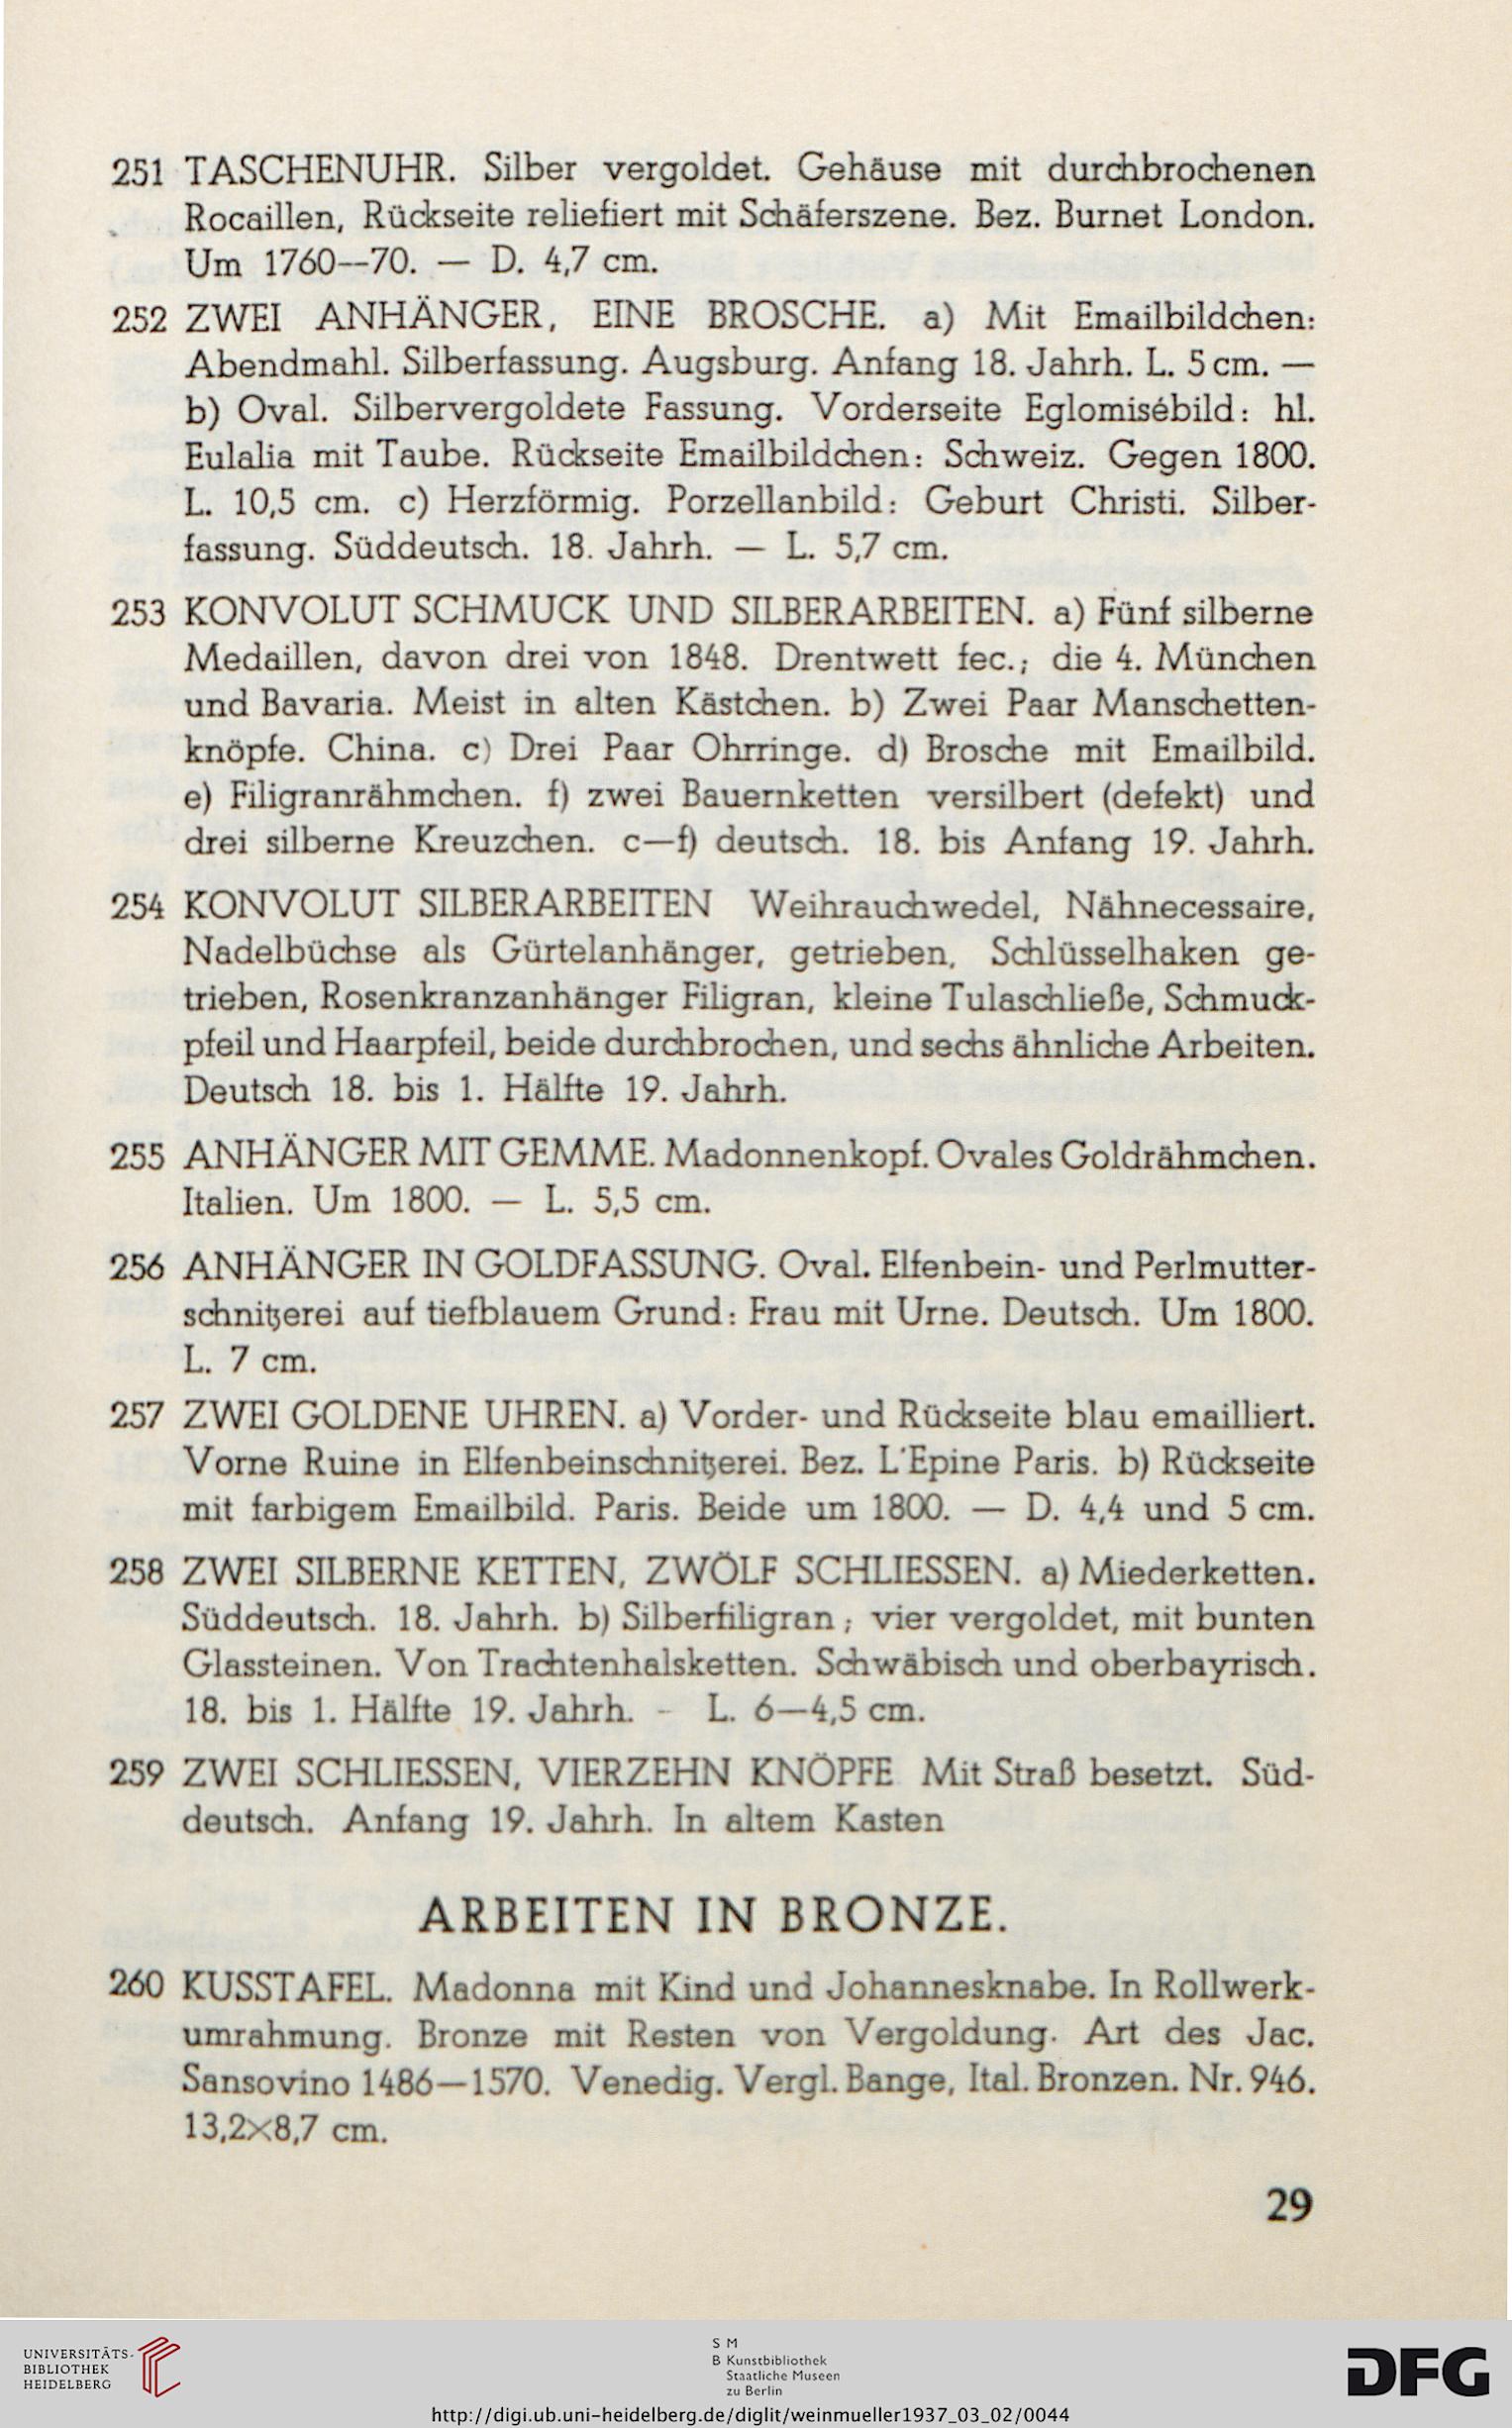 251 TASCHENUHR. Silber vergoldet. Gehäuse mit durchbrochenen
Rocaillen, Rückseite reliefiert mit Schäferszene. Bez. Burnet London.
Um 1760—70. — D. 4,7 cm.
252 ZWEI ANHÄNGER, EINE BROSCHE. a) Mit Emailbildchen:
Abendmahl. Silberfassung. Augsburg. Anfang 18. Jahrh. L. 5 cm. —
b) Oval. Silbervergoldete Fassung. Vorderseite Eglomisébild: hl.
Eulalia mit Taube. Rückseite Emailbildchen: Schweiz. Gegen 1800.
L. 10,5 cm. c) Herzförmig. Porzellanbild: Geburt Christi. Silber-
fassung. Süddeutsch. 18. Jahrh. — L. 5,7 cm.
253 KONVOLUT SCHMUCK UND SILBERARBEITEN. a) Fünf silberne
Medaillen, davon drei von 1848. Drentwett fec.; die 4. München
und Bavaria. Meist in alten Kästchen. b) Zwei Paar Manschetten-
knöpfe. China. c) Drei Paar Ohrringe. d) Brosche mit Emailbild.
e) Filigranrähmchen. f) zwei Bauernketten versilbert (defekt) und
drei silberne Kreuzchen. c—f) deutsch. 18. bis Anfang 19. Jahrh.
254 KONVOLUT SILBERARBEITEN Weihrauchwedel, Nähnecessaire,
Nadelbüchse als Gürtelanhänger, getrieben, Schlüsselhaken ge-
trieben, Rosenkranzanhänger Filigran, kleine Tulaschließe, Schmuck-
pfeil und Haarpfeil, beide durchbrochen, und sechs ähnliche Arbeiten.
Deutsch 18. bis 1. Hälfte 19. Jahrh.
255 ANHÄNGER MIT GEMME. Madonnenkopf. Ovales Goldrähmchen.
Italien. Um 1800. — L. 5,5 cm.
256 ANHÄNGER IN GOLDFASSUNG. Oval. Elfenbein- und Perlmutter-
schnitzerei auf tiefblauem Grund: Frau mit Urne. Deutsch. Um 1800.
L. 7 cm.
257 ZWEI GOLDENE UHREN. a) Vorder- und Rückseite blau emailliert.
Vorne Ruine in Elfenbeinschnitzerei. Bez. L'Epine Paris. b) Rückseite
mit farbigem Emailbild. Paris. Beide um 1800. — D. 4,4 und 5 cm.
258 ZWEI SILBERNE KETTEN, ZWÖLF SCHLIESSEN. a) Miederketten.
Süddeutsch. 18. Jahrh. b) Silberfiligran; vier vergoldet, mit bunten
Glassteinen. Von Trachtenhalsketten. Schwäbisch und oberbayrisch.
18. bis 1. Hälfte 19. Jahrh. - L. 6—4,5 cm.
259 ZWEI SCHLIESSEN, VIERZEHN KNÖPFE Mit Straß besetzt. Süd-
deutsch. Anfang 19. Jahrh. In altem Kasten
ARBEITEN IN BRONZE.
260 KUSSTAFEL. Madonna mit Kind und Johannesknabe. In Rollwerk-
umrahmung. Bronze mit Resten von Vergoldung. Art des Jac.
Sansovino 1486—1570. Venedig. Vergl. Bange, Ital. Bronzen. Nr. 946.
13,2×8,7 cm.
29
UNIVERSITÄTS-
BIBLIOTHEK
HEIDELBERG
S M
B Kunstbibliothek
Staatliche Museen
zu Berlin
DFG
http://digi.ub.uni-heidelberg.de/diglit/weinmueller1937_03_02/0044